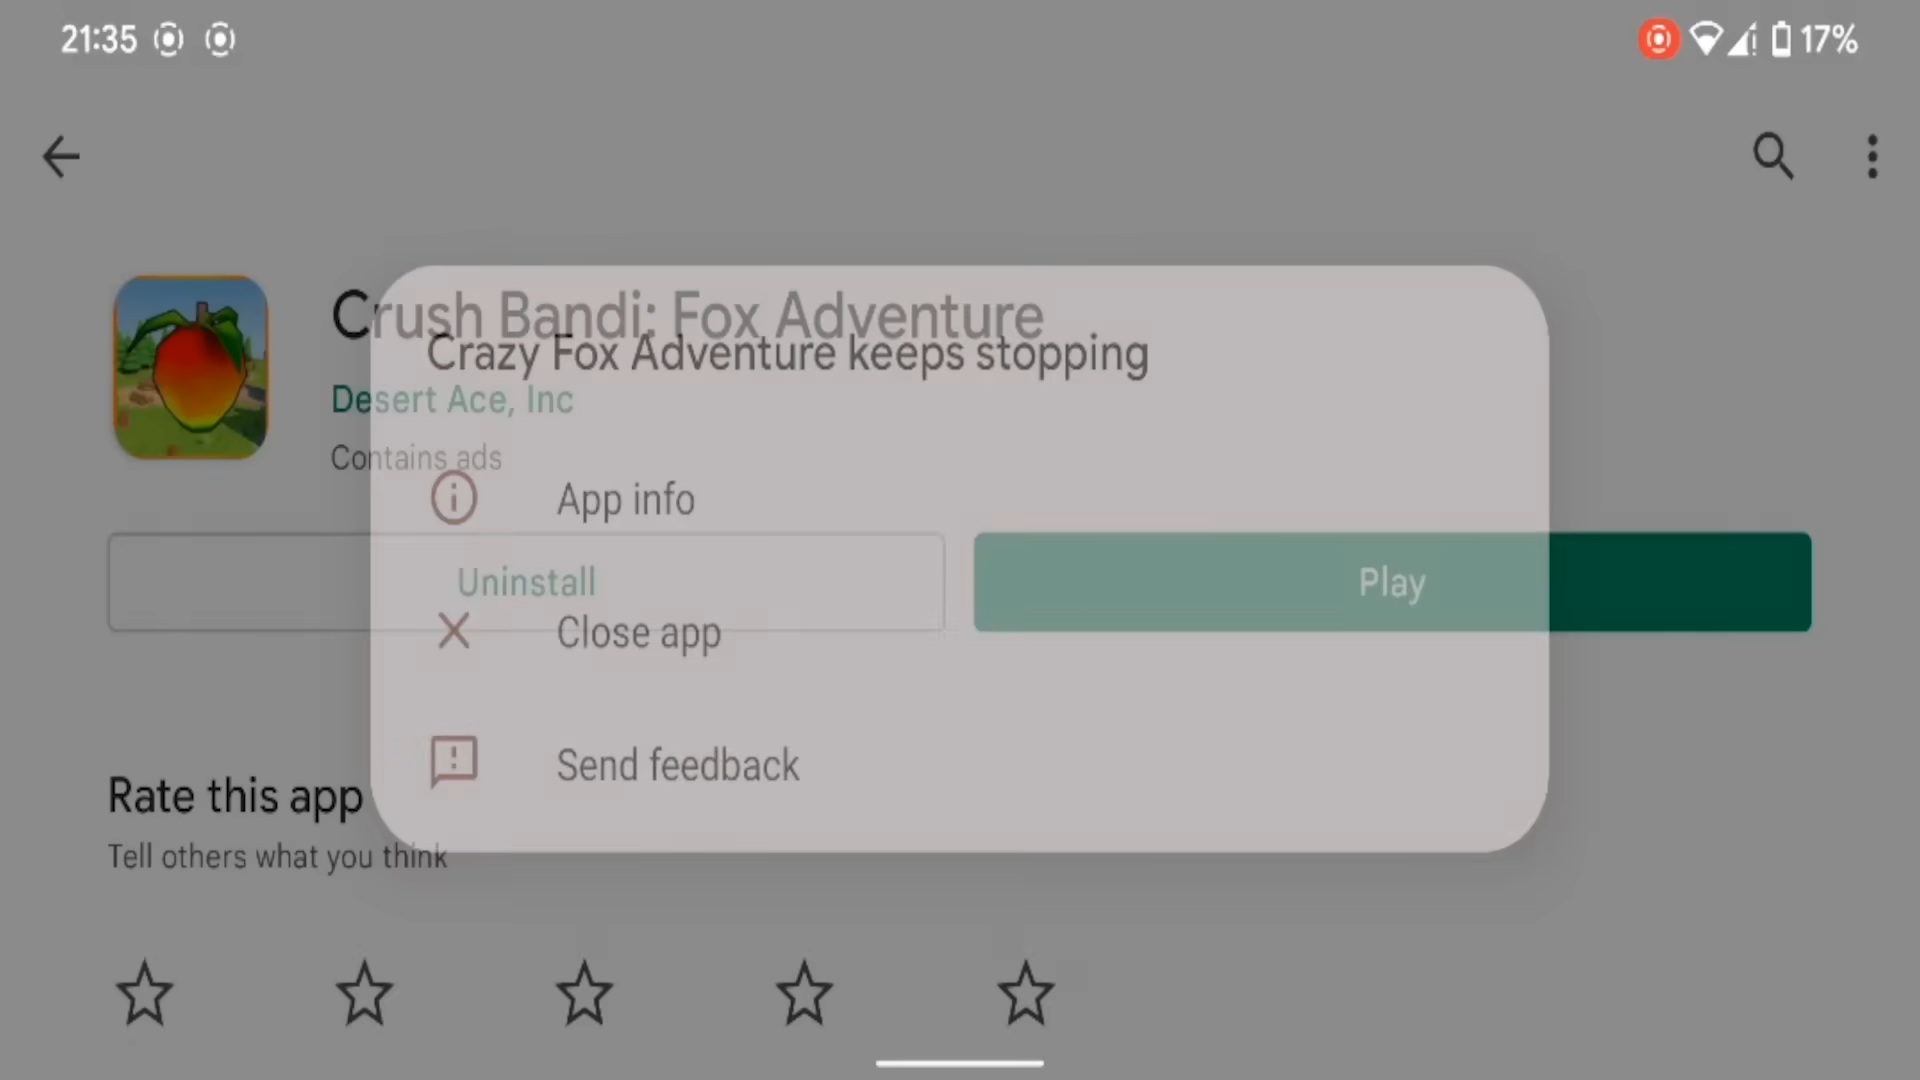 21:35
17%
Crush Bandi: Fox Adventure
Crazy Fox Adventure keeps stopping
Desert Ace, Inc
Contains ads
App info
Uninstall
Play
Close app
Send feedback
Rate this app
Tell others what you think